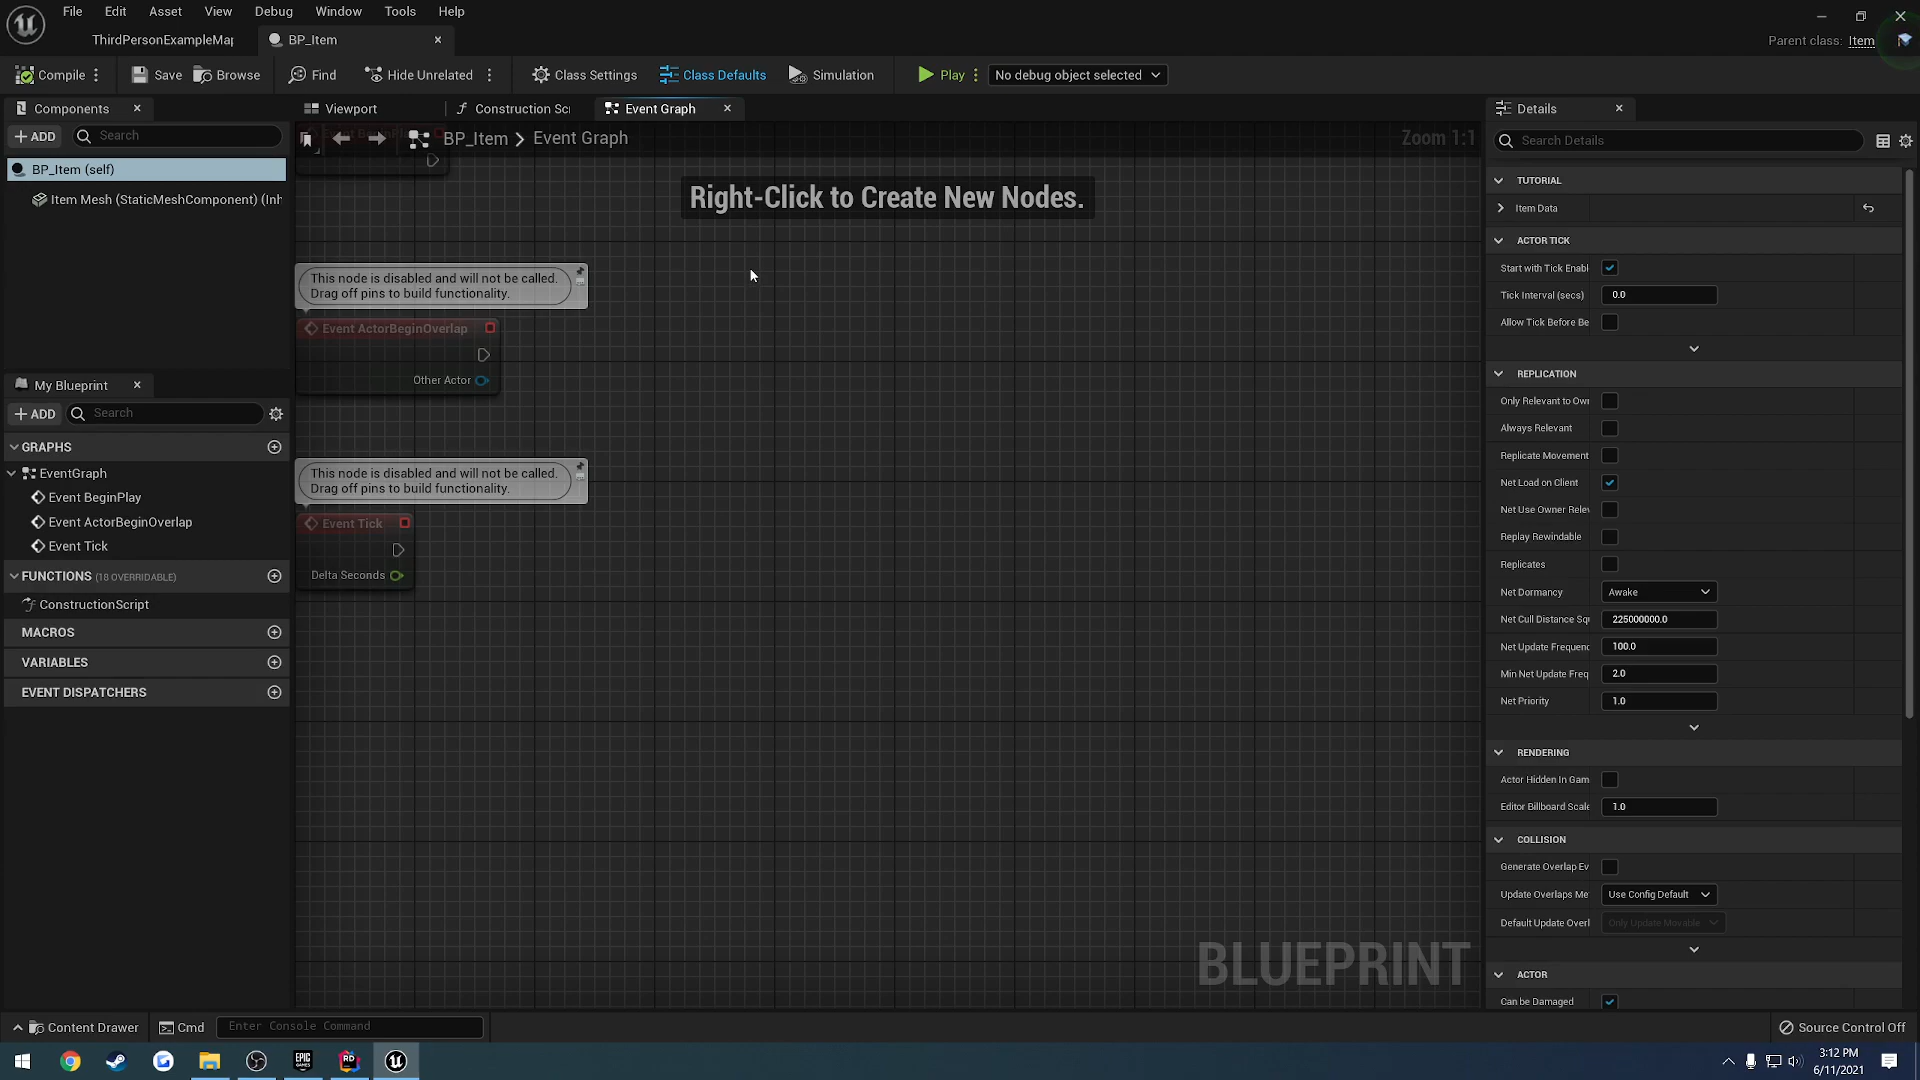 File Edit Asset View Debug Window Tools Help
ThirdPersonExampleMap BP_Item
Parent class: Item
Compile Save Browse Find Hide Unrelated Class Settings Class Defaults Simulation Play No debug object selected
Components
ADD Search
BP_Item (self)
Item Mesh (StaticMeshComponent) (Inh
My Blueprint
ADD Search
GRAPHS
EventGraph
Event BeginPlay
Event ActorBeginOverlap
Event Tick
FUNCTIONS (18 OVERRIDABLE)
ConstructionScript
MACROS
VARIABLES
EVENT DISPATCHERS
Viewport Construction Sc Event Graph
BP_Item > Event Graph
Zoom 1:1
Event BeginPlay
Right-Click to Create New Nodes.
This node is disabled and will not be called.
Drag off pins to build functionality.
Event ActorBeginOverlap
Other Actor
This node is disabled and will not be called.
Drag off pins to build functionality.
Event Tick
Delta Seconds
BLUEPRINT
Details
Search Details
TUTORIAL
Item Data
ACTOR TICK
Start with Tick Enabl
Tick Interval (secs) 0.0
Allow Tick Before Be
REPLICATION
Only Relevant to Owr
Always Relevant
Replicate Movement
Net Load on Client
Net Use Owner Relev
Replay Rewindable
Replicates
Net Dormancy Awake
Net Cull Distance Squ 225000000.0
Net Update Frequenc 100.0
Min Net Update Freq 2.0
Net Priority 1.0
RENDERING
Actor Hidden In Gam
Editor Billboard Scale 1.0
COLLISION
Generate Overlap Ev
Update Overlaps Me Use Config Default
Default Update Overl Only Update Movable
ACTOR
Can be Damaged
Content Drawer Cmd Enter Console Command
Source Control Off
EPIC GAMES RD
3:12 PM
6/11/2021